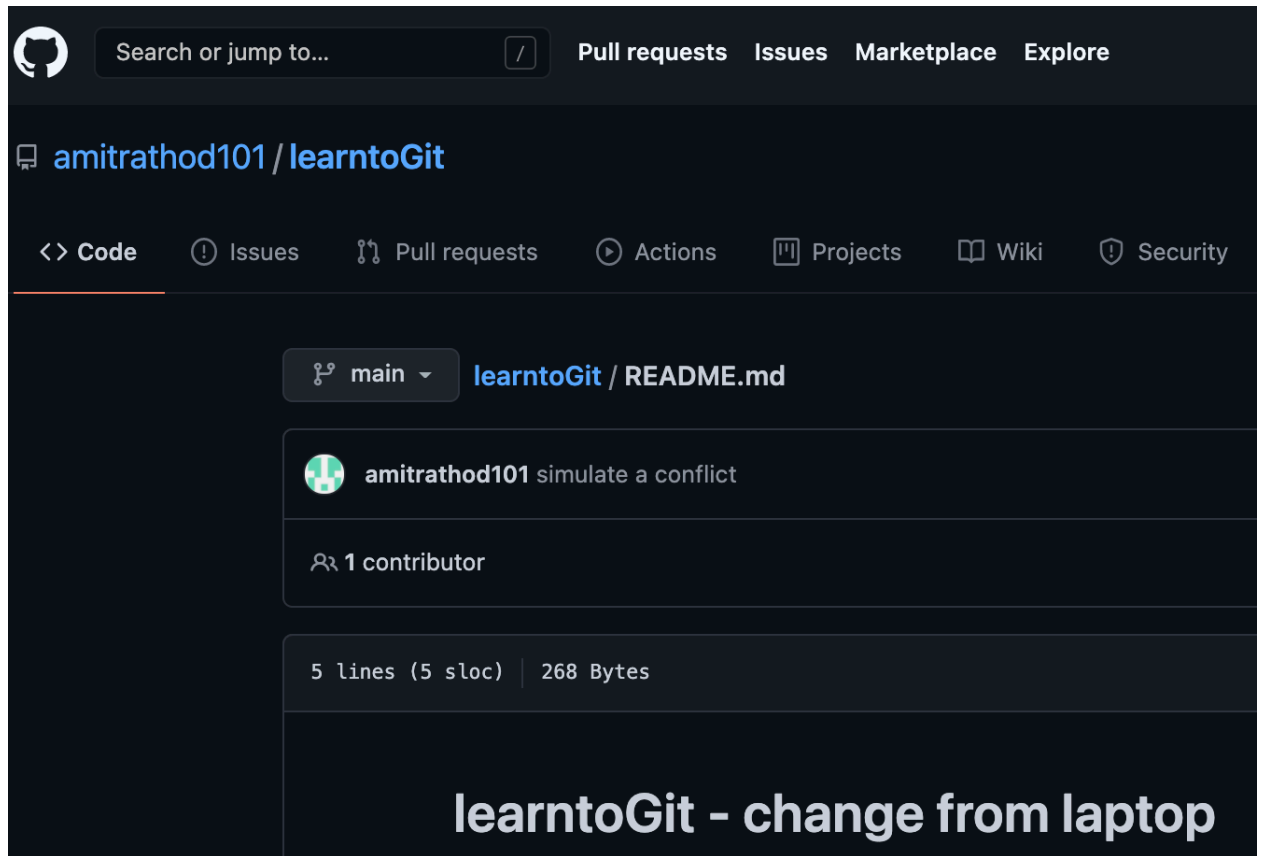 Search or jump to... / Pull requests Issues Marketplace Explore
amitrathod101 / learntoGit
<> Code Issues Pull requests Actions Projects Wiki Security
main learntoGit / README.md
amitrathod101 simulate a conflict
1 contributor
5 lines (5 sloc) 268 Bytes
learntoGit - change from laptop